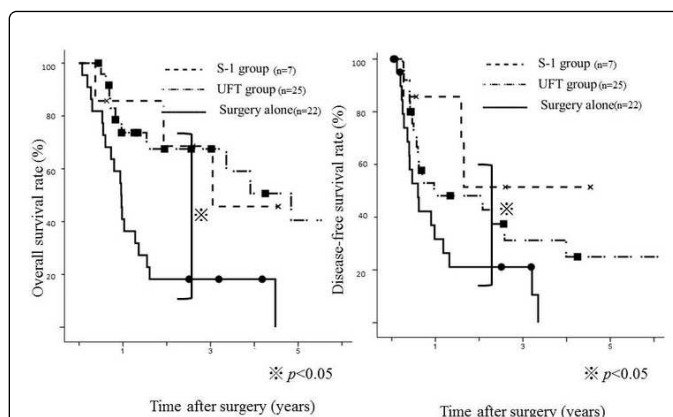 S-1 group (n=7)
UFT group (n=25)
Surgery alone(n=22)
Overall survival rate (%)
100
80
60
40
20
※
1
3
5
※ p<0.05
Time after surgery (years)
S-1 group (n=7)
UFT group (n=25)
Surgery alone(n=22)
Disease-free survival rate (%)
100
80
60
40
20
※
1
3
5
※ p<0.05
Time after surgery (years)